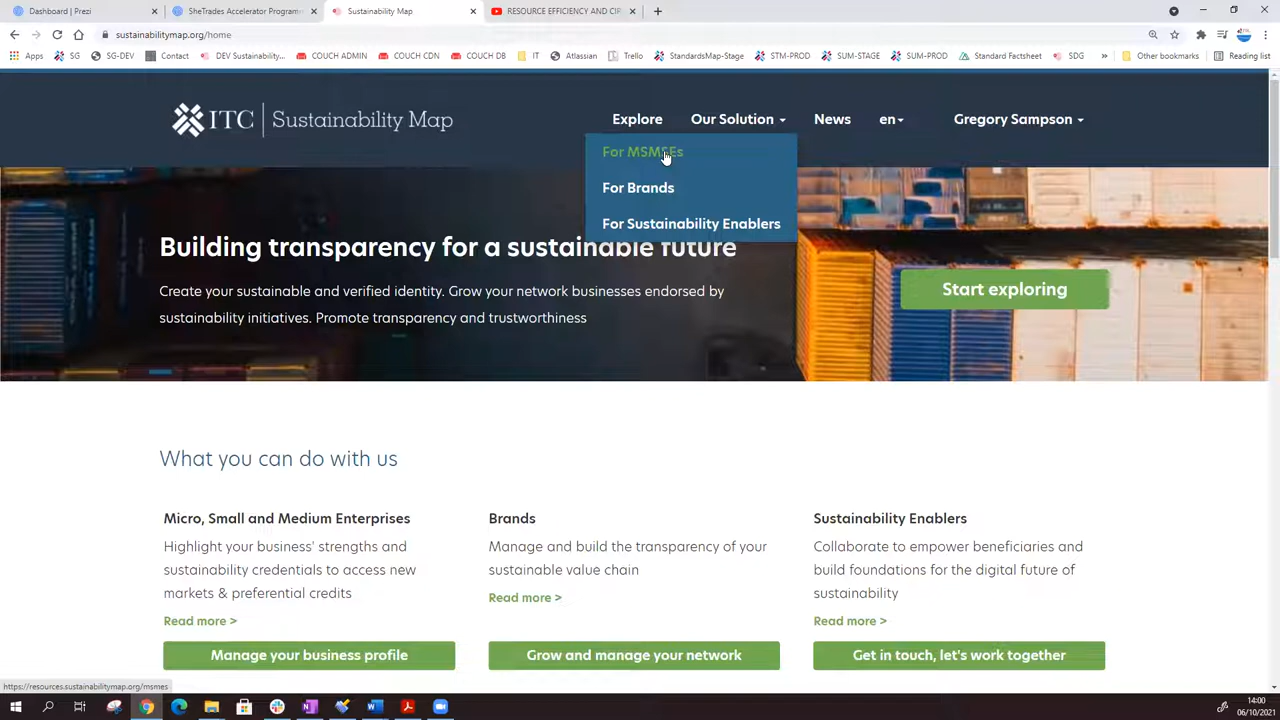 Dashboard | Prezi
SheTrades Accelerator Program
Sustainability Map
RESOURCE EFFICIENCY AND CIR
sustainabilitymap.org/home
Apps
SG
SG-DEV
Contact
DEV Sustainability...
COUCH ADMIN
COUCH CDN
COUCH DB
IT
Atlassian
Trello
StandardsMap-Stage
STM-PROD
SUM-STAGE
SUM-PROD
Standard Factsheet
SDG
»
Other bookmarks
Reading list
ITC | Sustainability Map
Explore
Our Solution
News
en
Gregory Sampson
For MSMSEs
For Brands
For Sustainability Enablers
Building transparency for a sustainable future
Create your sustainable and verified identity. Grow your network businesses endorsed by
sustainability initiatives. Promote transparency and trustworthiness
Start exploring
What you can do with us
Micro, Small and Medium Enterprises
Highlight your business' strengths and
sustainability credentials to access new
markets & preferential credits
Read more >
Manage your business profile
Brands
Manage and build the transparency of your
sustainable value chain
Read more >
Grow and manage your network
Sustainability Enablers
Collaborate to empower beneficiaries and
build foundations for the digital future of
sustainability
Read more >
Get in touch, let's work together
https://resources.sustainabilitymap.org/msmes
14:00
06/10/2021